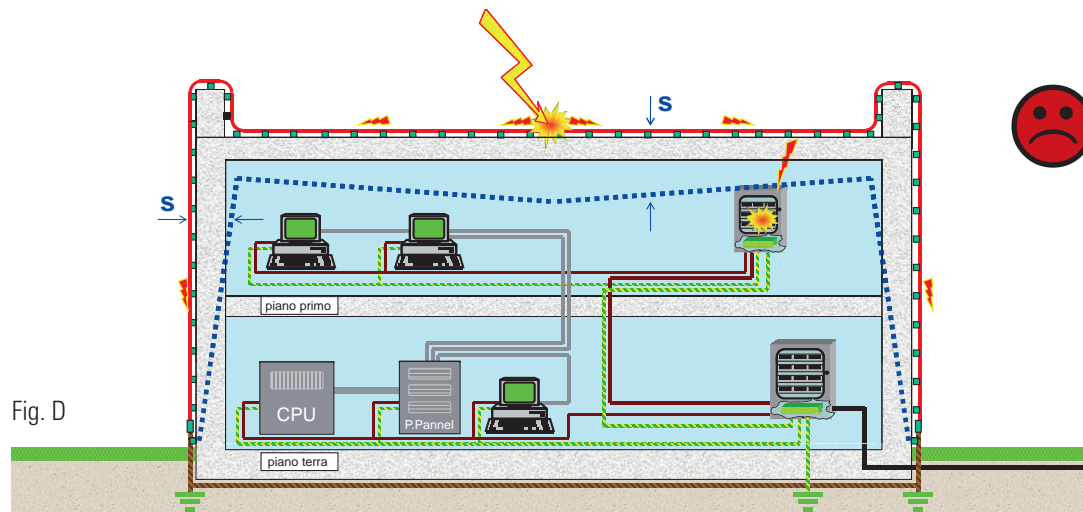 s
s
piano primo
CPU
P.Pannel
Fig. D
piano terra